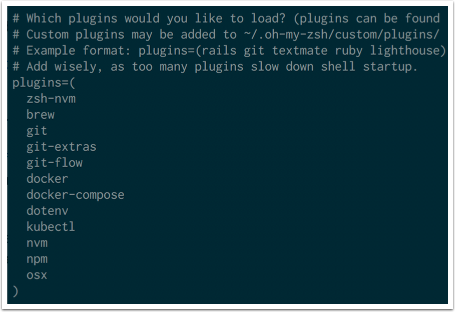 # Which plugins would you like to load? (plugins can be found
# Custom plugins may be added to ~/.oh-my-zsh/custom/plugins/
# Example format: plugins=(rails git textmate ruby lighthouse)
# Add wisely, as too many plugins slow down shell startup.
plugins=(
  zsh-nvm
  brew
  git
  git-extras
  git-flow
  docker
  docker-compose
  dotenv
  kubectl
  nvm
  npm
  osx
)